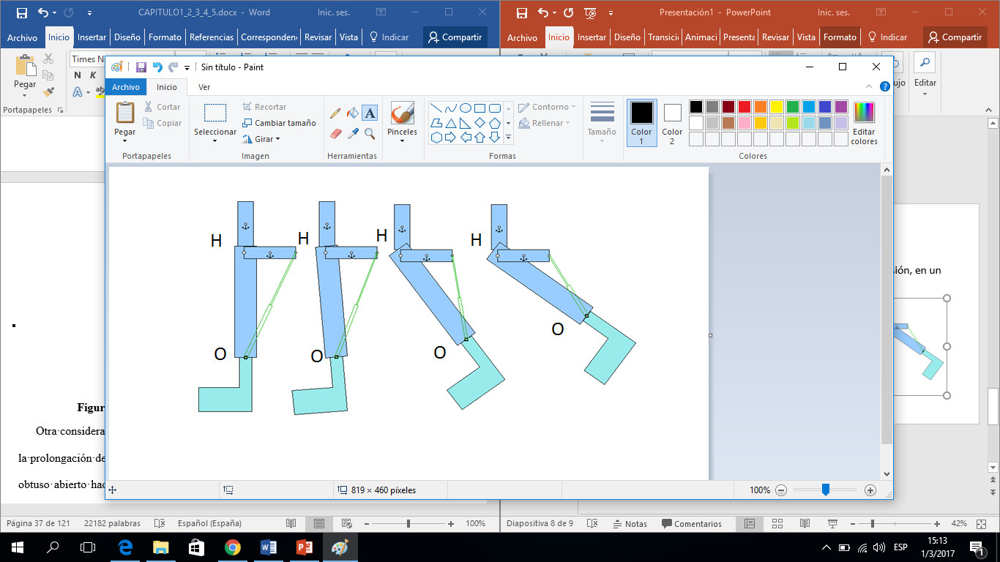 CAPITULO1_2_3_4_5.docx - Word
Inic. ses.
Presentación1 - PowerPoint
Inic. ses.
Archivo Inicio Insertar Diseño Formato Referencias Correspondenc Revisar Vista Indicar Compartir
Archivo Inicio Insertar Diseño Transici Animaci Presenta Revisar Vista Formato Indicar Compartir
Times N
Pegar
N K
Portapapeles
Editar
Sin título - Paint
Archivo Inicio Ver
Pegar
Cortar
Copiar
Portapapeles
Seleccionar
Recortar
Cambiar tamaño
Girar
Imagen
Herramientas
Pinceles
Contorno
Rellenar
Formas
Tamaño
Color 1
Color 2
Editar colores
Colores
H H H H
O O O O
sión, en un
Figur
Otra·considera
la·prolongación·de
obtuso·abierto·hac
819 × 460 píxeles
100%
Página 37 de 121
22182 palabras
Español (España)
100%
Diapositiva 8 de 9
Notas
Comentarios
42%
ESP
15:13
1/3/2017
1